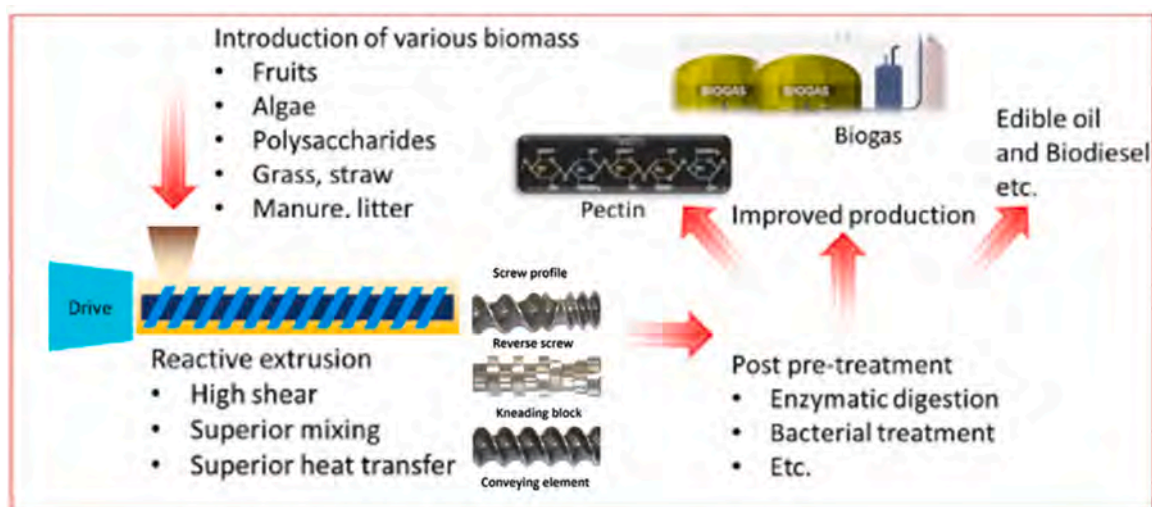 Introduction of various biomass
• Fruits
• Algae
• Polysaccharides
• Grass, straw
• Manure, litter
BIOGAS BIOGAS
Biogas
Edible oil
and Biodiesel
etc.
Pectin
Improved production
Drive
Screw profile
Reverse screw
Kneading block
Conveying element
Reactive extrusion
• High shear
• Superior mixing
• Superior heat transfer
Post pre-treatment
• Enzymatic digestion
• Bacterial treatment
• Etc.